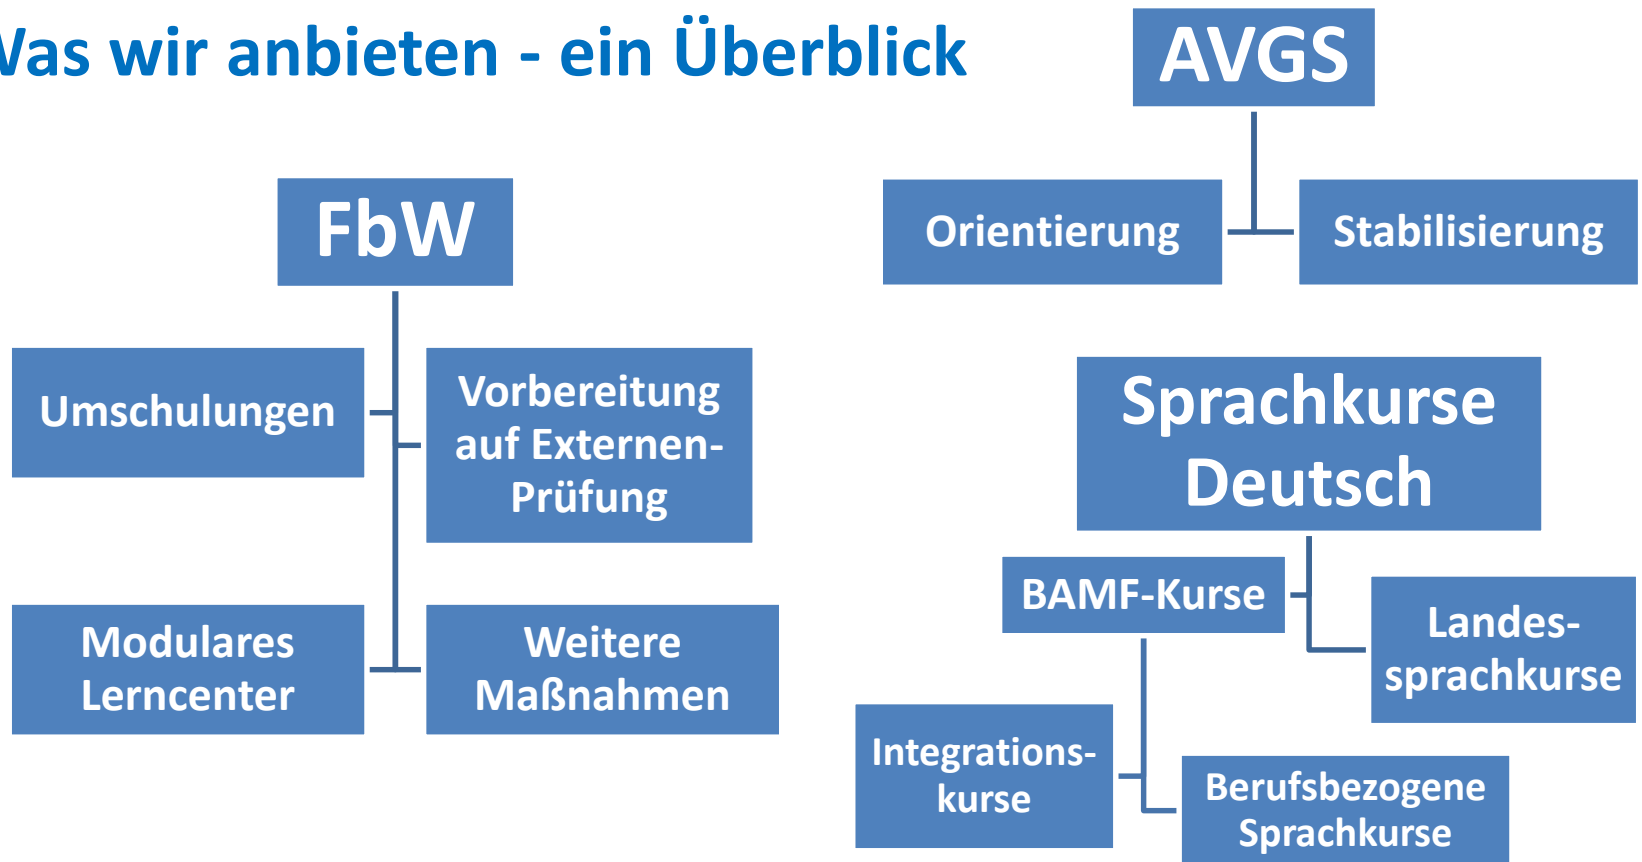 Was wir anbieten - ein Überblick
AVGS
Orientierung
Stabilisierung
FbW
Umschulungen
Vorbereitung
auf Externen-
Prüfung
Modulares
Lerncenter
Weitere
Maßnahmen
Sprachkurse
Deutsch
BAMF-Kurse
Landes-
sprachkurse
Integrations-
kurse
Berufsbezogene
Sprachkurse